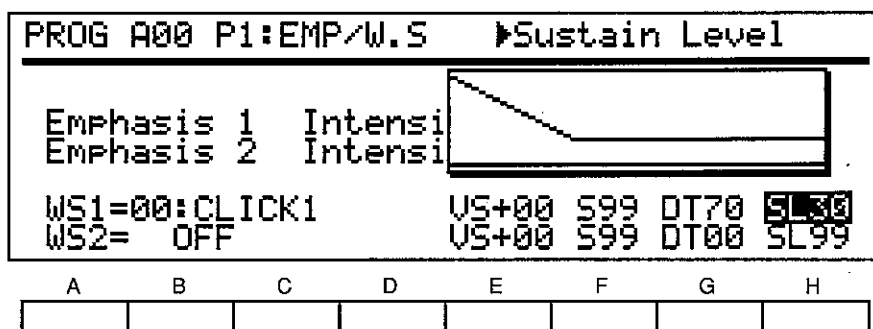 PROG A00 P1:EMP/W.S ▶Sustain Level
Emphasis 1 Intensi
Emphasis 2 Intensi
WS1=00:CLICK1 VS+00 S99 DT70 SL30
WS2= OFF VS+00 S99 DT00 SL99
A B C D E F G H